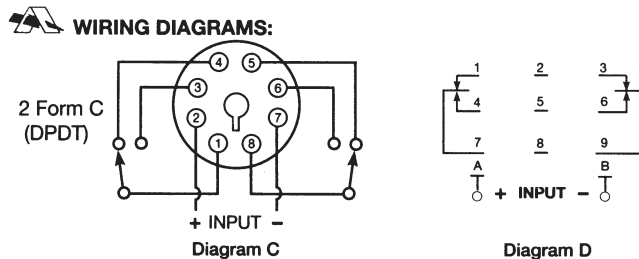 WIRING DIAGRAMS:
4 5
3 6
2 Form C
(DPDT)
2 7
1 8
+ INPUT -
Diagram C
1 2 3
4 5 6
7 8 9
A B
+ INPUT -
Diagram D